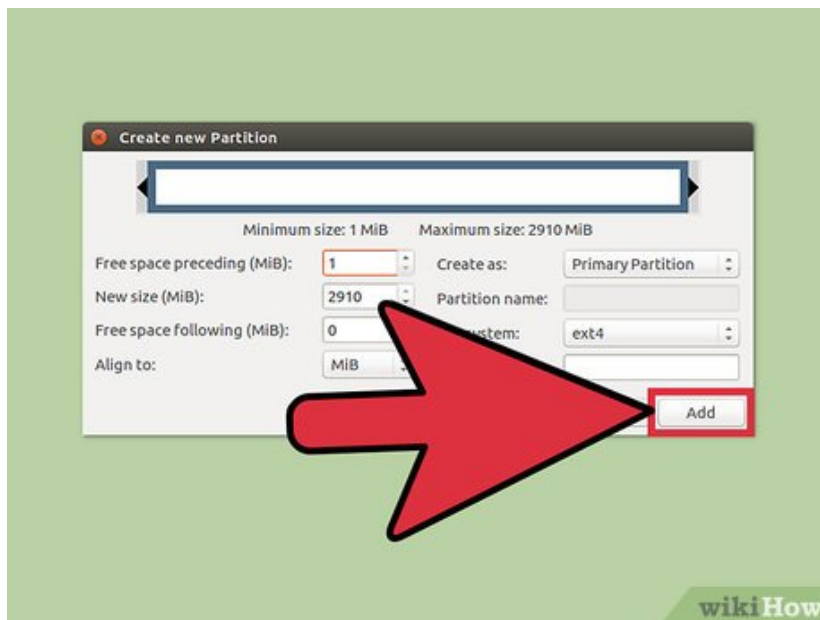 Create new Partition
Minimum size: 1 MiB Maximum size: 2910 MiB
Free space preceding (MiB): 1 Create as: Primary Partition
New size (MiB): 2910 Partition name:
Free space following (MiB): 0 system: ext4
Align to: MiB
Add
wikiHow